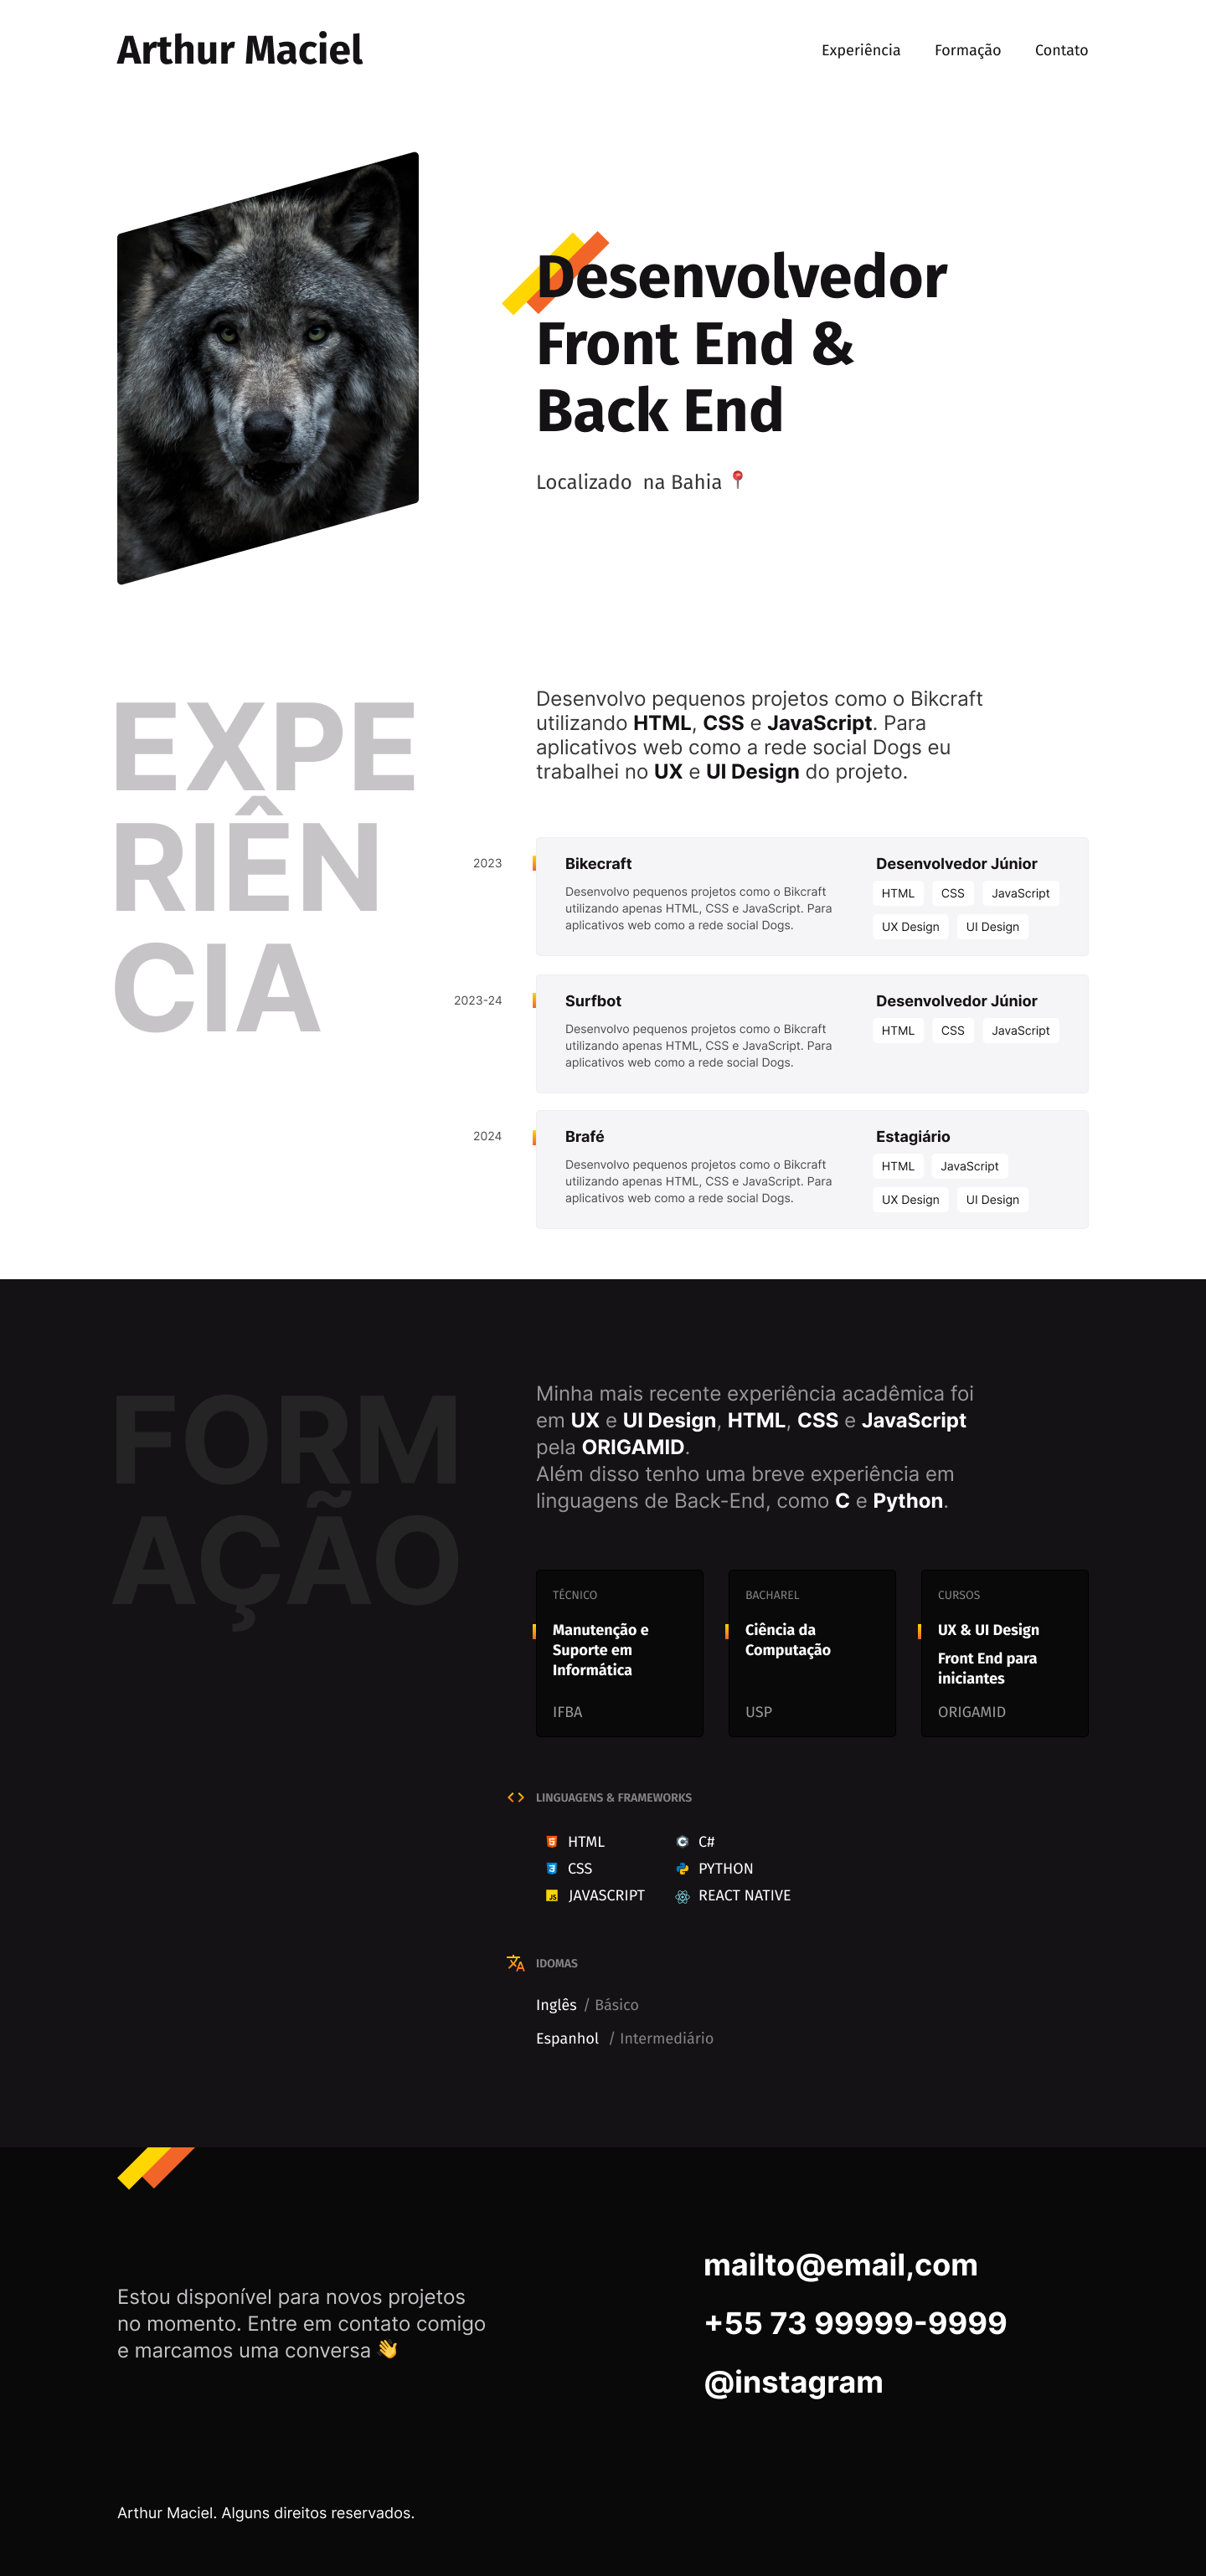 Arthur Maciel
Experiência
Formação
Contato
Desenvolvedor
Front End &
Back End
Localizado na Bahia
EXPE
RIÊN
CIA
Desenvolvo pequenos projetos como o Bikcraft
utilizando HTML, CSS e JavaScript. Para
aplicativos web como a rede social Dogs eu
trabalhei no UX e UI Design do projeto.
2023
Bikecraft
Desenvolvo pequenos projetos como o Bikcraft
utilizando apenas HTML, CSS e JavaScript. Para
aplicativos web como a rede social Dogs.
Desenvolvedor Júnior
HTML
CSS
JavaScript
UX Design
UI Design
2023-24
Surfbot
Desenvolvo pequenos projetos como o Bikcraft
utilizando apenas HTML, CSS e JavaScript. Para
aplicativos web como a rede social Dogs.
Desenvolvedor Júnior
HTML
CSS
JavaScript
2024
Brafé
Desenvolvo pequenos projetos como o Bikcraft
utilizando apenas HTML, CSS e JavaScript. Para
aplicativos web como a rede social Dogs.
Estagiário
HTML
JavaScript
UX Design
UI Design
FORM
AÇÃO
Minha mais recente experiência acadêmica foi
em UX e UI Design, HTML, CSS e JavaScript
pela ORIGAMID.
Além disso tenho uma breve experiência em
linguagens de Back-End, como C e Python.
TÉCNICO
Manutenção e
Suporte em
Informática
IFBA
BACHAREL
Ciência da
Computação
USP
CURSOS
UX & UI Design
Front End para
iniciantes
ORIGAMID
LINGUAGENS & FRAMEWORKS
HTML
CSS
JAVASCRIPT
C#
PYTHON
REACT NATIVE
IDOMAS
Inglês / Básico
Espanhol / Intermediário
Estou disponível para novos projetos
no momento. Entre em contato comigo
e marcamos uma conversa
mailto@email,com
+55 73 99999-9999
@instagram
Arthur Maciel. Alguns direitos reservados.